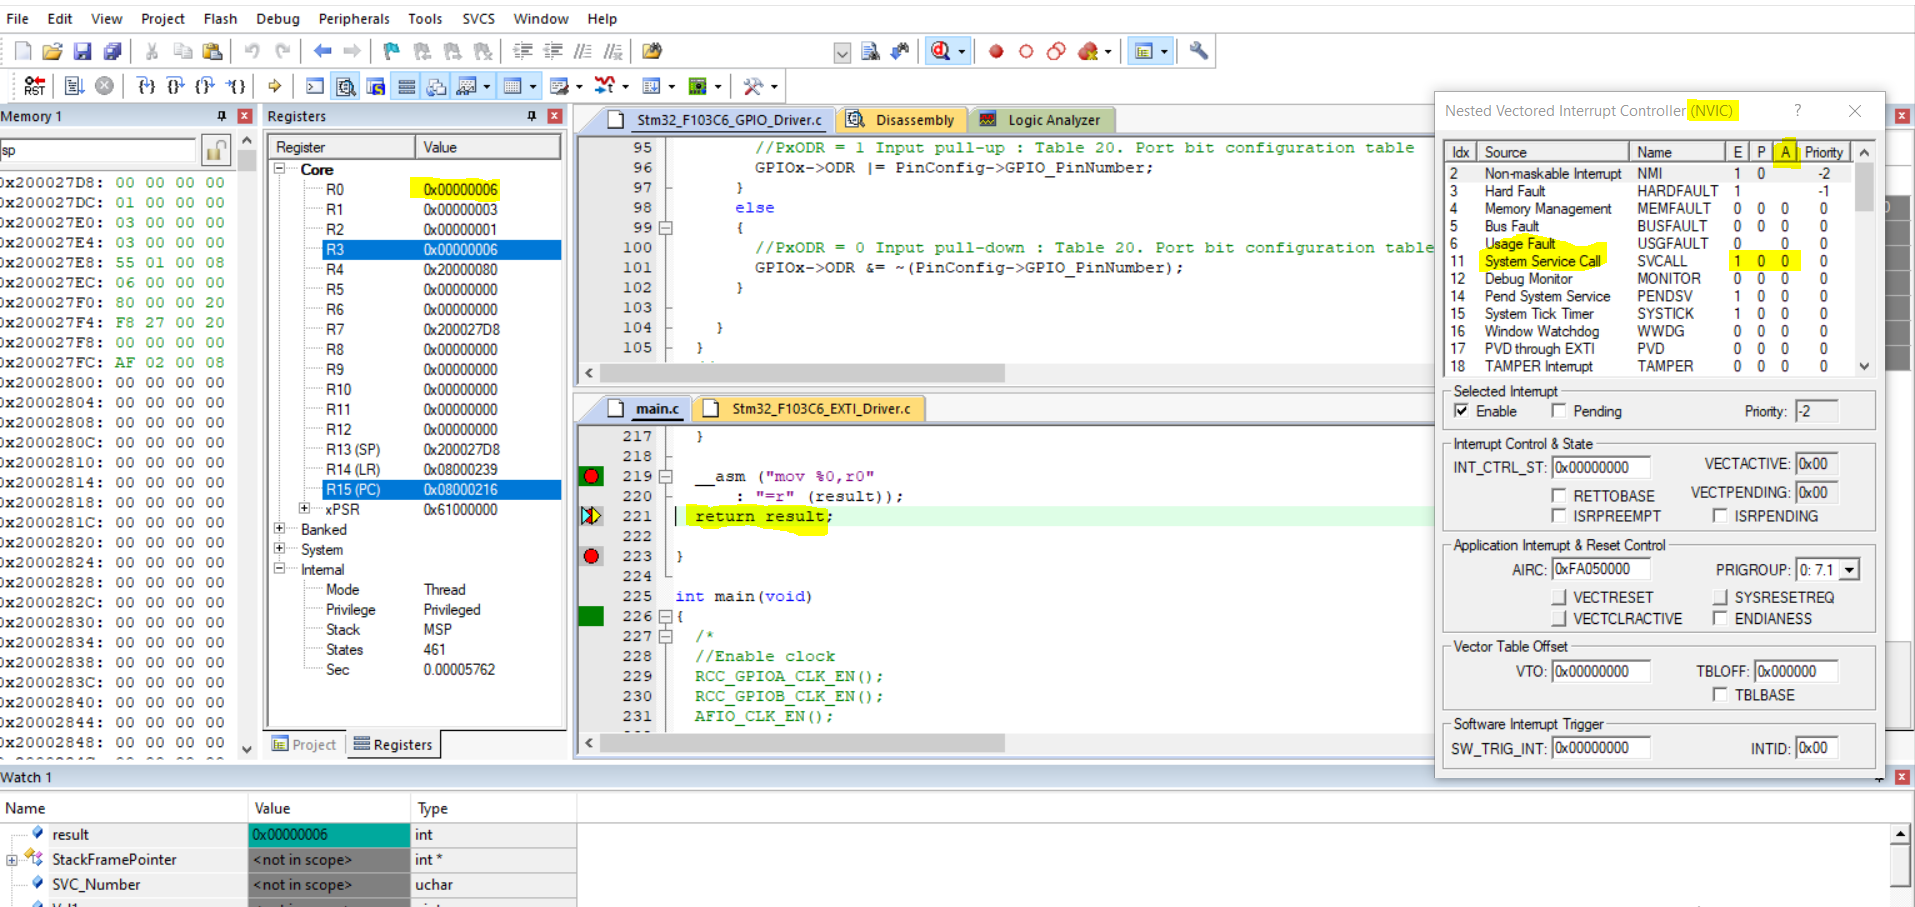 File Edit View Project Flash Debug Peripherals Tools SVCS Window Help
RST
Memory 1
sp
0x200027D8: 00 00 00 00
0x200027DC: 01 00 00 00
0x200027E0: 03 00 00 00
0x200027E4: 03 00 00 00
0x200027E8: 55 01 00 08
0x200027EC: 06 00 00 00
0x200027F0: 80 00 00 20
0x200027F4: F8 27 00 20
0x200027F8: 00 00 00 00
0x200027FC: AF 02 00 08
0x20002800: 00 00 00 00
0x20002804: 00 00 00 00
0x20002808: 00 00 00 00
0x2000280C: 00 00 00 00
0x20002810: 00 00 00 00
0x20002814: 00 00 00 00
0x20002818: 00 00 00 00
0x2000281C: 00 00 00 00
0x20002820: 00 00 00 00
0x20002824: 00 00 00 00
0x20002828: 00 00 00 00
0x2000282C: 00 00 00 00
0x20002830: 00 00 00 00
0x20002834: 00 00 00 00
0x20002838: 00 00 00 00
0x2000283C: 00 00 00 00
0x20002840: 00 00 00 00
0x20002844: 00 00 00 00
0x20002848: 00 00 00 00
Registers
Register Value
Core
R0 0x00000006
R1 0x00000003
R2 0x00000001
R3 0x00000006
R4 0x20000080
R5 0x00000000
R6 0x00000000
R7 0x200027D8
R8 0x00000000
R9 0x00000000
R10 0x00000000
R11 0x00000000
R12 0x00000000
R13 (SP) 0x200027D8
R14 (LR) 0x08000239
R15 (PC) 0x08000216
xPSR 0x61000000
Banked
System
Internal
Mode Thread
Privilege Privileged
Stack MSP
States 461
Sec 0.00005762
Project Registers
Stm32_F103C6_GPIO_Driver.c Disassembly Logic Analyzer
95 //PxODR = 1 Input pull-up : Table 20. Port bit configuration table
96 GPIOx->ODR |= PinConfig->GPIO_PinNumber;
97 }
98 else
99 {
100 //PxODR = 0 Input pull-down : Table 20. Port bit configuration table
101 GPIOx->ODR &= ~(PinConfig->GPIO_PinNumber);
102 }
103
104 }
105 }
main.c Stm32_F103C6_EXTI_Driver.c
217 }
218
219 __asm ("mov %0,r0"
220 : "=r" (result));
221 return result;
222
223 }
224
225 int main(void)
226 {
227 /*
228 //Enable clock
229 RCC_GPIOA_CLK_EN();
230 RCC_GPIOB_CLK_EN();
231 AFIO_CLK_EN();
Nested Vectored Interrupt Controller (NVIC) ?
Idx Source Name E P A Priority
2 Non-maskable Interrupt NMI 1 0 -2
3 Hard Fault HARDFAULT 1 -1
4 Memory Management MEMFAULT 0 0 0 0
5 Bus Fault BUSFAULT 0 0 0 0
6 Usage Fault USGFAULT 0 0 0
11 System Service Call SVCALL 1 0 0 0
12 Debug Monitor MONITOR 0 0 0 0
14 Pend System Service PENDSV 1 0 0 0
15 System Tick Timer SYSTICK 1 0 0 0
16 Window Watchdog WWDG 0 0 0 0
17 PVD through EXTI PVD 0 0 0 0
18 TAMPER Interrupt TAMPER 0 0 0 0
Selected Interrupt
Enable Pending Priority: -2
Interrupt Control & State
INT_CTRL_ST: 0x00000000 VECTACTIVE: 0x00
RETTOBASE VECTPENDING: 0x00
ISRPREEMPT ISRPENDING
Application Interrupt & Reset Control
AIRC: 0xFA050000 PRIGROUP: 0: 7.1
VECTRESET SYSRESETREQ
VECTCLRACTIVE ENDIANESS
Vector Table Offset
VTO: 0x00000000 TBLOFF: 0x000000
TBLBASE
Software Interrupt Trigger
SW_TRIG_INT: 0x00000000 INTID: 0x00
Watch 1
Name Value Type
result 0x00000006 int
StackFramePointer <not in scope> int *
SVC_Number <not in scope> uchar